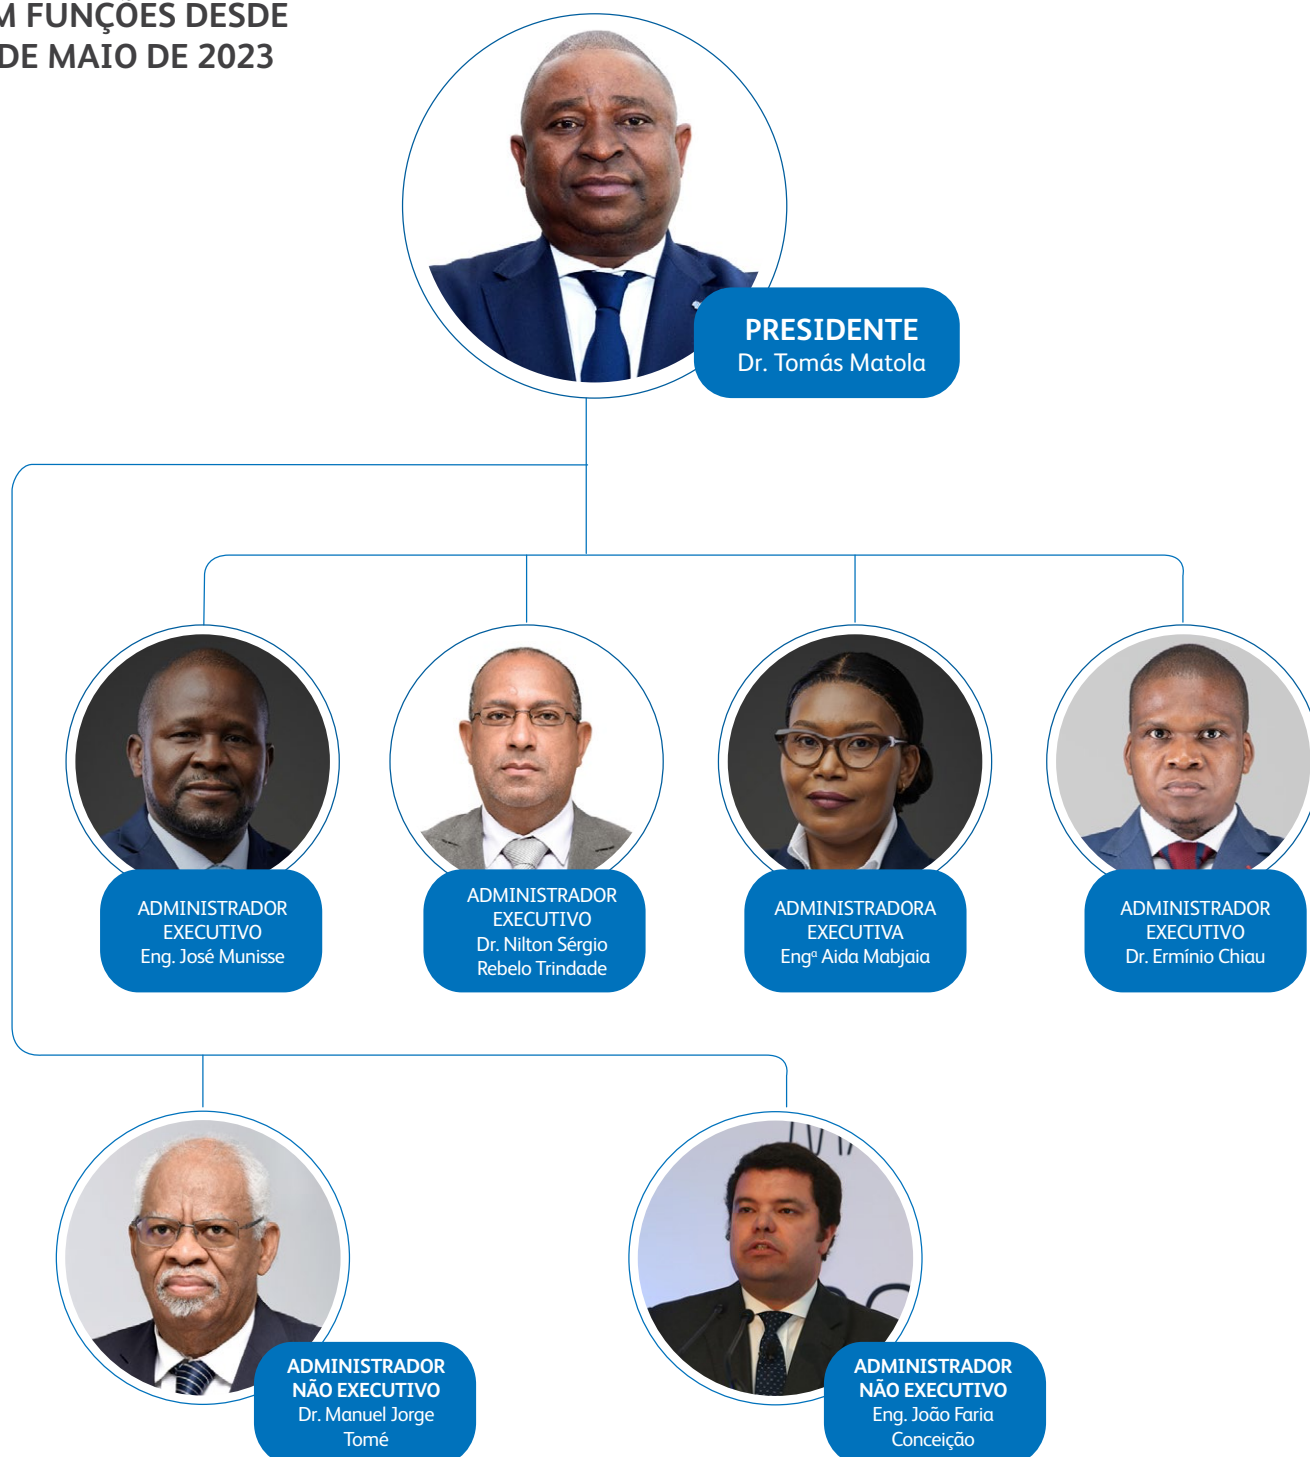 M FUNÇÕES DESDE
DE MAIO DE 2023
PRESIDENTE
Dr. Tomás Matola
ADMINISTRADOR
EXECUTIVO
Eng. José Munisse
ADMINISTRADOR
EXECUTIVO
Dr. Nilton Sérgio
Rebelo Trindade
ADMINISTRADORA
EXECUTIVA
Engª Aida Mabjaia
ADMINISTRADOR
EXECUTIVO
Dr. Ermínio Chiau
ADMINISTRADOR
NÃO EXECUTIVO
Dr. Manuel Jorge
Tomé
ADMINISTRADOR
NÃO EXECUTIVO
Eng. João Faria
Conceição